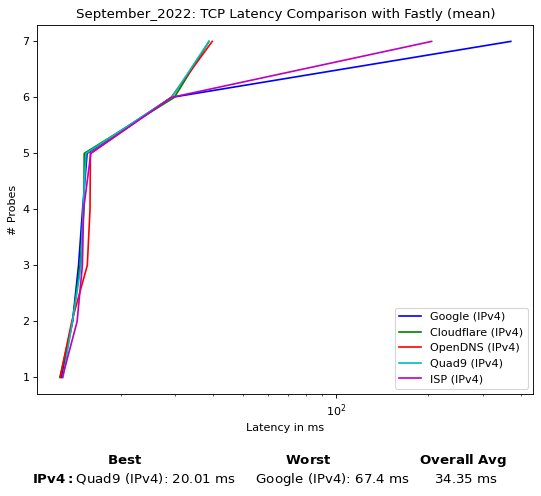 September_2022: TCP Latency Comparison with Fastly (mean)
7
6
5
4
3
2
1
# Probes
10²
Latency in ms
Google (IPv4)
Cloudflare (IPv4)
OpenDNS (IPv4)
Quad9 (IPv4)
ISP (IPv4)
Best Worst Overall Avg
IPv4: Quad9 (IPv4): 20.01 ms Google (IPv4): 67.4 ms 34.35 ms